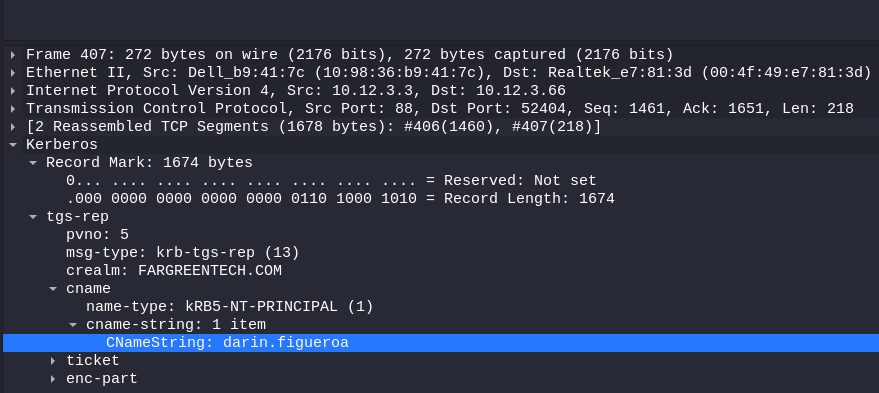 Frame 407: 272 bytes on wire (2176 bits), 272 bytes captured (2176 bits)
Ethernet II, Src: Dell_b9:41:7c (10:98:36:b9:41:7c), Dst: Realtek_e7:81:3d (00:4f:49:e7:81:3d)
Internet Protocol Version 4, Src: 10.12.3.3, Dst: 10.12.3.66
Transmission Control Protocol, Src Port: 88, Dst Port: 52404, Seq: 1461, Ack: 1651, Len: 218
[2 Reassembled TCP Segments (1678 bytes): #406(1460), #407(218)]
Kerberos
Record Mark: 1674 bytes
0... .... .... .... .... .... .... .... = Reserved: Not set
.000 0000 0000 0000 0000 0110 1000 1010 = Record Length: 1674
tgs-rep
pvno: 5
msg-type: krb-tgs-rep (13)
crealm: FARGREENTECH.COM
cname
name-type: kRB5-NT-PRINCIPAL (1)
cname-string: 1 item
CNameString: darin.figueroa
ticket
enc-part